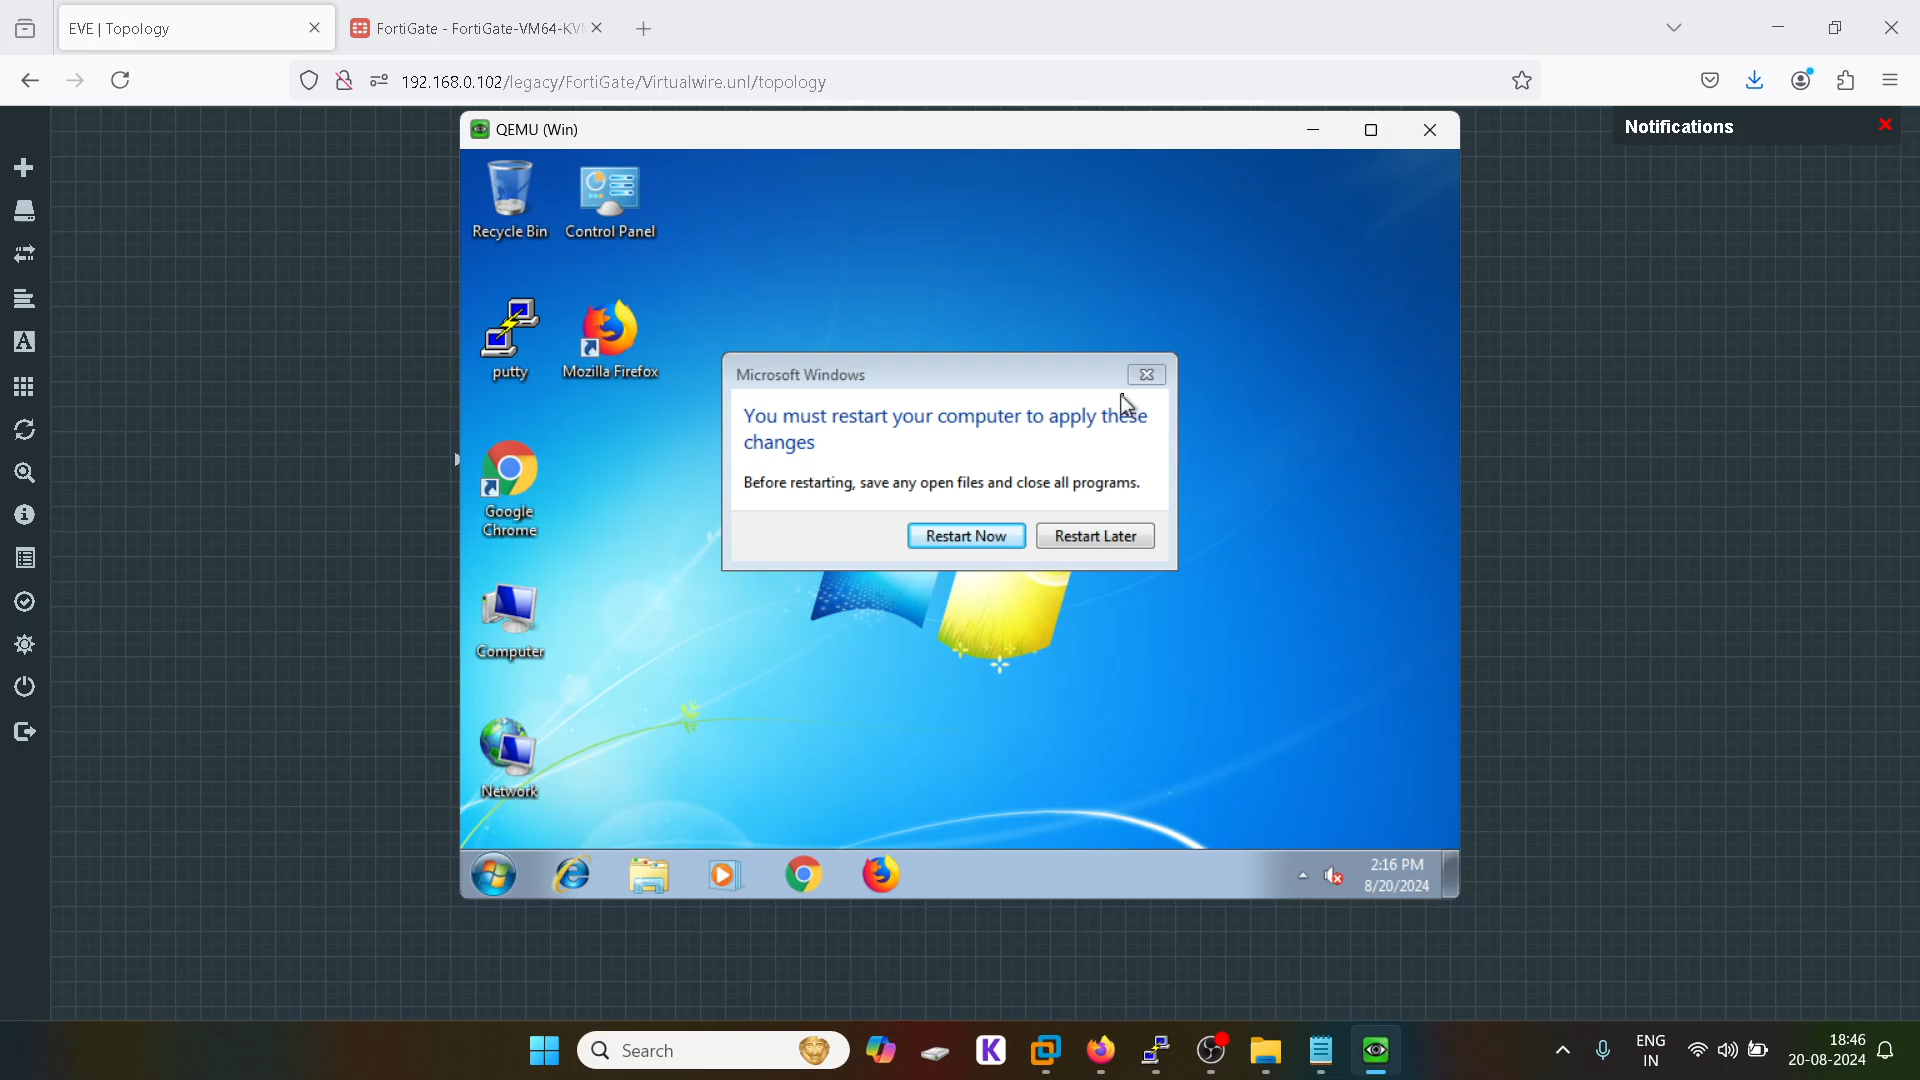 EVE | Topology
FortiGate - FortiGate-VM64-KV
192.168.0.102/legacy/FortiGate/Virtualwire.unl/topology
QEMU (Win)
Notifications
Recycle Bin
Control Panel
putty
Mozilla Firefox
Microsoft Windows
You must restart your computer to apply these
changes
Before restarting, save any open files and close all programs.
Restart Now
Restart Later
Google
Chrome
Computer
Network
2:16 PM
8/20/2024
Search
ENG
IN
18:46
20-08-2024